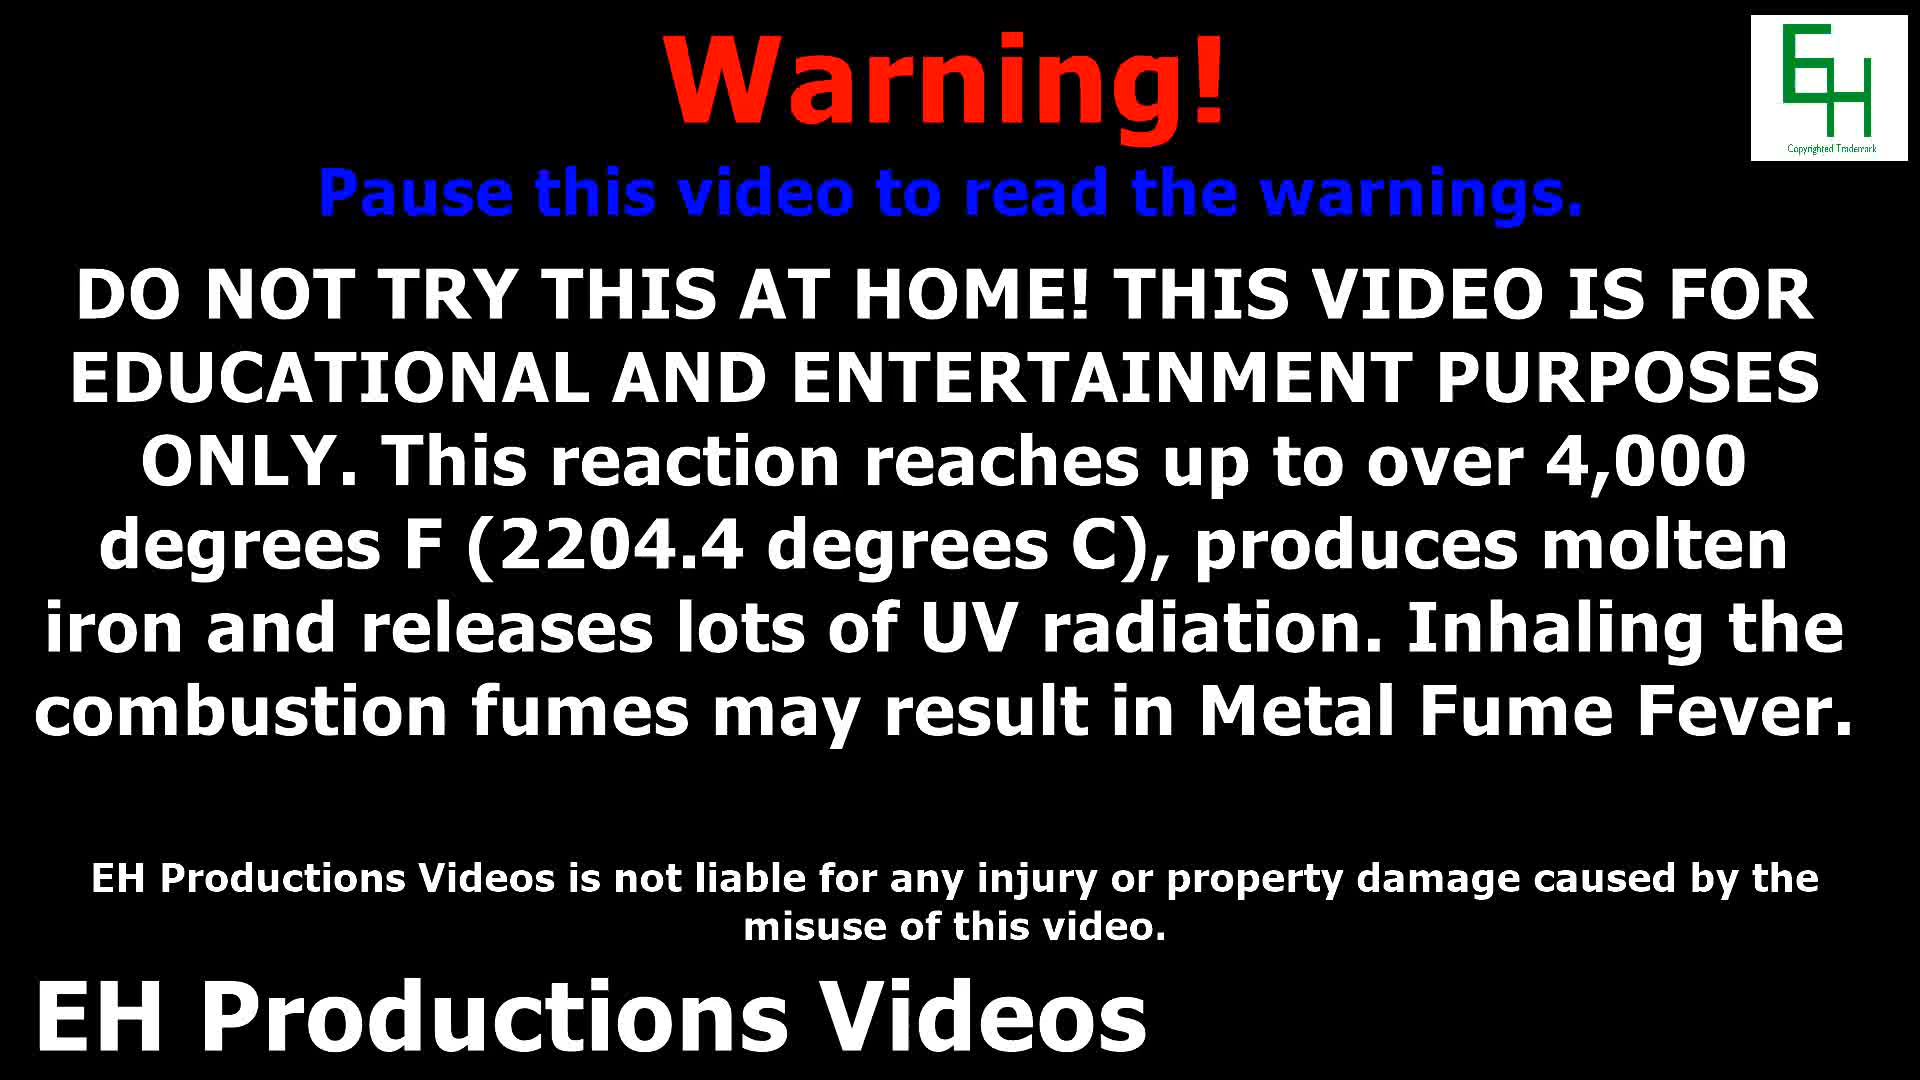 Warning!
EH
Copyrighted Trademark
Pause this video to read the warnings.
DO NOT TRY THIS AT HOME! THIS VIDEO IS FOR
EDUCATIONAL AND ENTERTAINMENT PURPOSES
ONLY. This reaction reaches up to over 4,000
degrees F (2204.4 degrees C), produces molten
iron and releases lots of UV radiation. Inhaling the
combustion fumes may result in Metal Fume Fever.
EH Productions Videos is not liable for any injury or property damage caused by the
misuse of this video.
EH Productions Videos